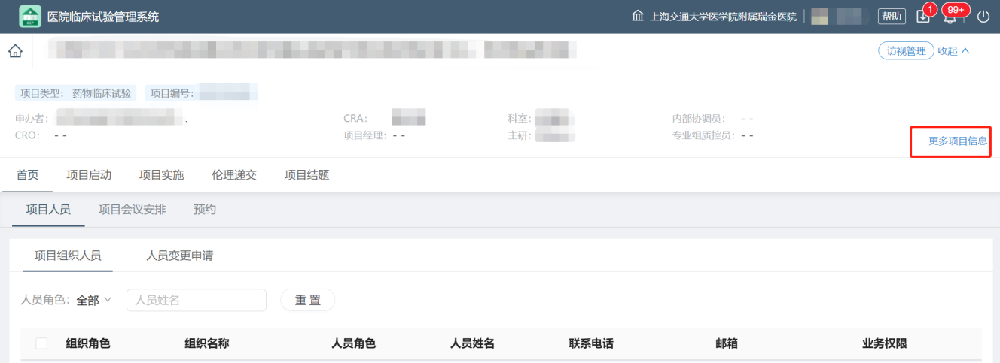 医院临床试验管理系统 上海交通大学医学院附属瑞金医院 帮助 1 99+
访视管理 收起
项目类型： 药物临床试验 项目编号：
申办者： . CRA： 科室： 内部协调员： - -
CRO： - - 项目经理： - - 主研： 专业组质控员： - -
更多项目信息
首页 项目启动 项目实施 伦理递交 项目结题
项目人员 项目会议安排 预约
项目组织人员 人员变更申请
人员角色： 全部 人员姓名 重 置
组织角色 组织名称 人员角色 人员姓名 联系电话 邮箱 业务权限